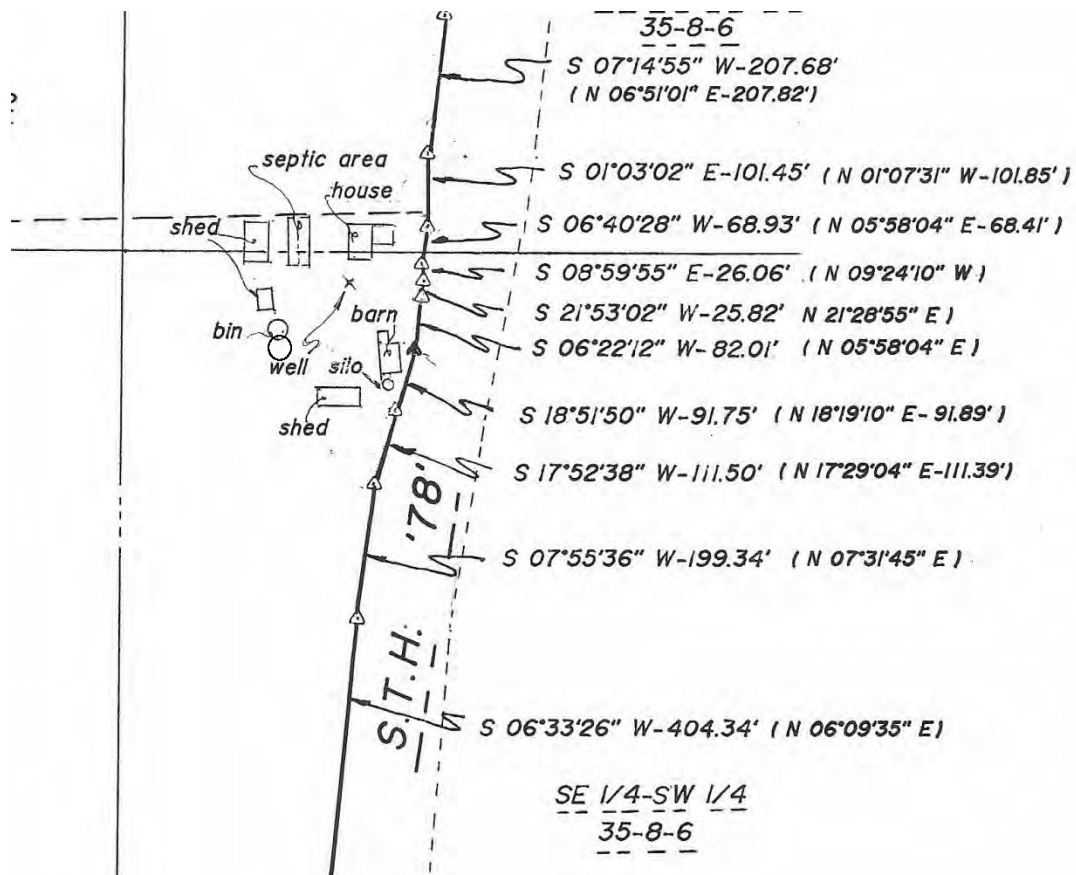 35-8-6
S 07°14'55" W-207.68'
( N 06°51'01" E-207.82')
septic area
house
S 01°03'02" E-101.45' ( N 01°07'31" W-101.85')
shed
S 06°40'28" W-68.93' ( N 05°58'04" E-68.41')
S 08°59'55" E-26.06' ( N 09°24'10" W)
barn
S 21°53'02" W-25.82' N 21°28'55" E)
bin
S 06°22'12" W-82.01' ( N 05°58'04" E)
well
silo
shed
S 18°51'50" W-91.75' ( N 18°19'10" E-91.89')
S 17°52'38" W-111.50' ( N 17°29'04" E-111.39')
S 07°55'36" W-199.34' ( N 07°31'45" E)
S. T. H. '78'
S 06°33'26" W-404.34' ( N 06°09'35" E)
SE 1/4-SW 1/4
35-8-6